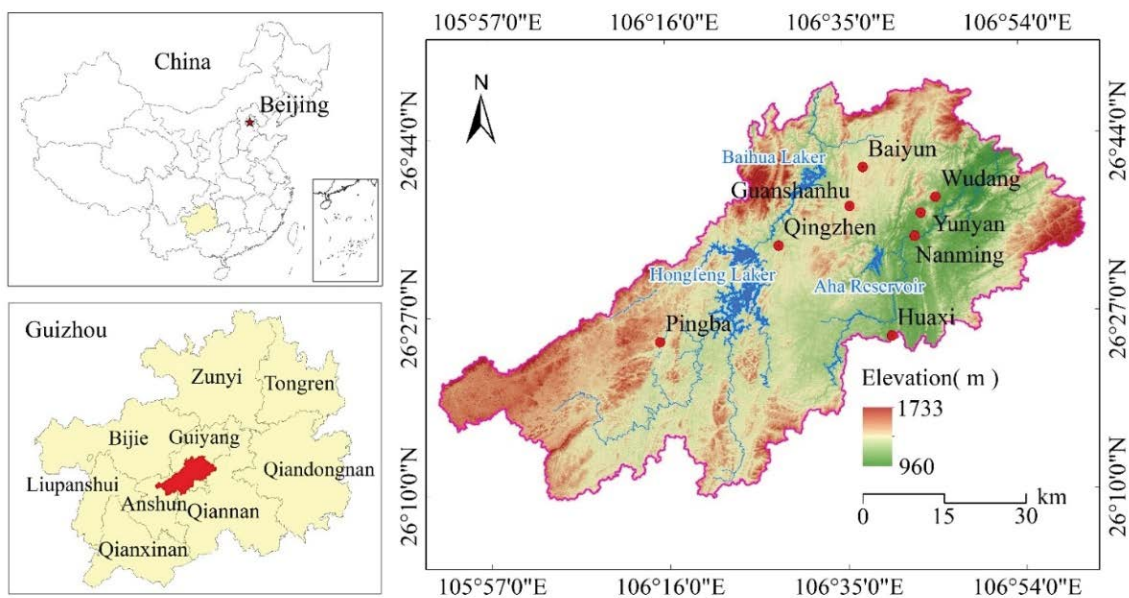 China
Beijing
Guizhou
Zunyi
Tongren
Bijie
Guiyang
Qiandongnan
Liupanshui
Anshun
Qiannan
Qianxinan
105°57'0"E
106°16'0"E
106°35'0"E
106°54'0"E
N
26°44'0"N
26°44'0"N
Baihua Laker
Baiyun
Guanshanhu
Wudang
Qingzhen
Yunyan
Nanming
Hongfeng Laker
Aha Reservoir
26°27'0"N
26°27'0"N
Pingba
Huaxi
Elevation( m )
1733
960
26°10'0"N
26°10'0"N
km
0
15
30
105°57'0"E
106°16'0"E
106°35'0"E
106°54'0"E